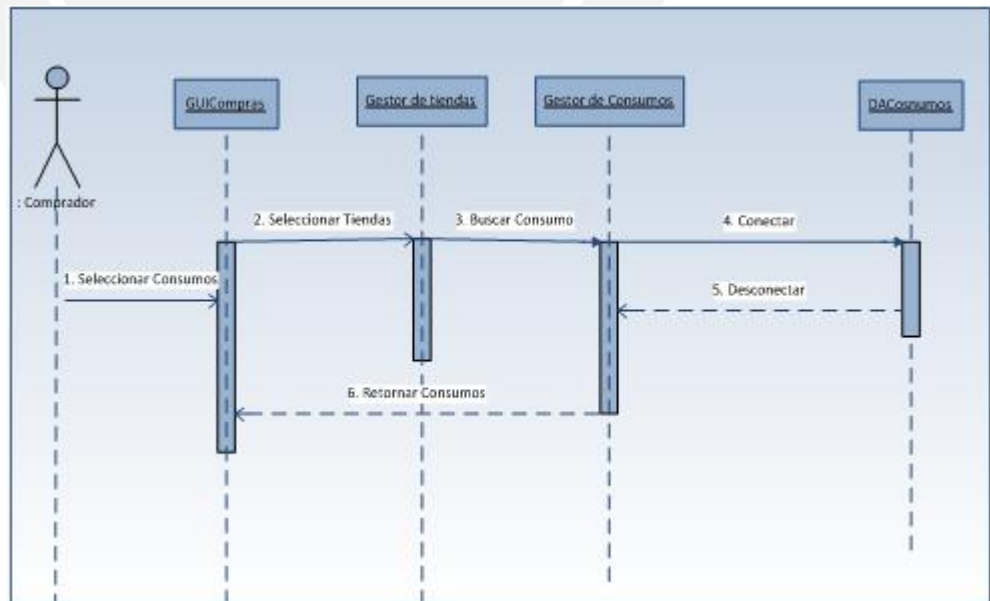 GUICompras
Gestor de tiendas
Gestor de Consumos
DACosnumos
: Comprador
2. Seleccionar Tiendas
3. Buscar Consumo
4. Conectar
1. Seleccionar Consumos
5. Desconectar
6. Retornar Consumos